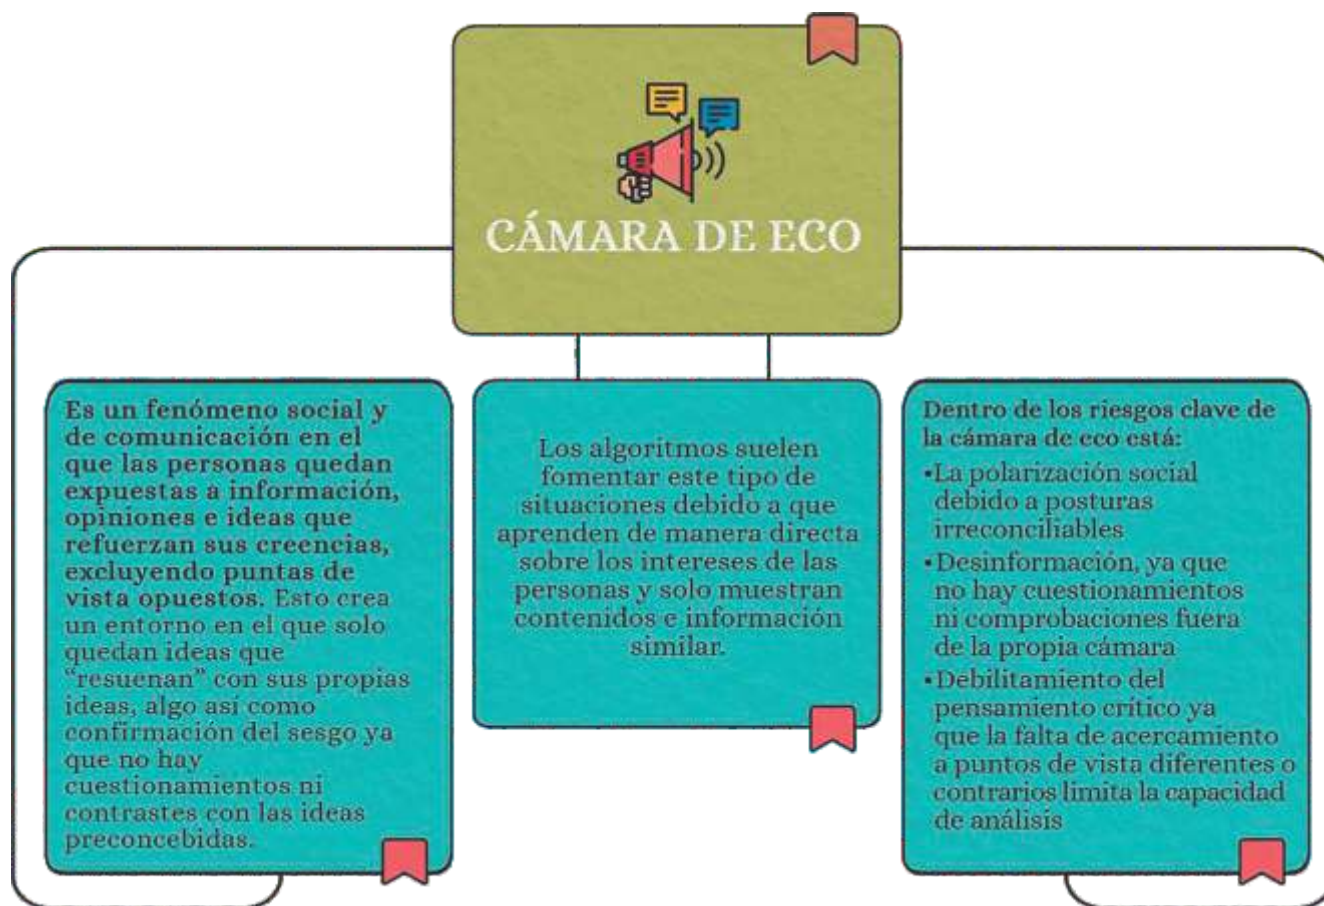 CÁMARA DE ECO
Es un fenómeno social y
de comunicación en el
que las personas quedan
expuestas a información,
opiniones e ideas que
refuerzan sus creencias,
excluyendo puntas de
vista opuestos. Esto crea
un entorno en el que solo
quedan ideas que
“resuenan” con sus propias
ideas, algo así como
confirmación del sesgo ya
que no hay
cuestionamientos ni
contrastes con las ideas
preconcebidas.
Los algoritmos suelen
fomentar este tipo de
situaciones debido a que
aprenden de manera directa
sobre los intereses de las
personas y solo muestran
contenidos e información
similar.
Dentro de los riesgos clave de
la cámara de eco está:
•La polarización social
debido a posturas
irreconciliables
•Desinformación, ya que
no hay cuestionamientos
ni comprobaciones fuera
de la propia cámara
•Debilitamiento del
pensamiento crítico ya
que la falta de acercamiento
a puntos de vista diferentes o
contrarios limita la capacidad
de análisis